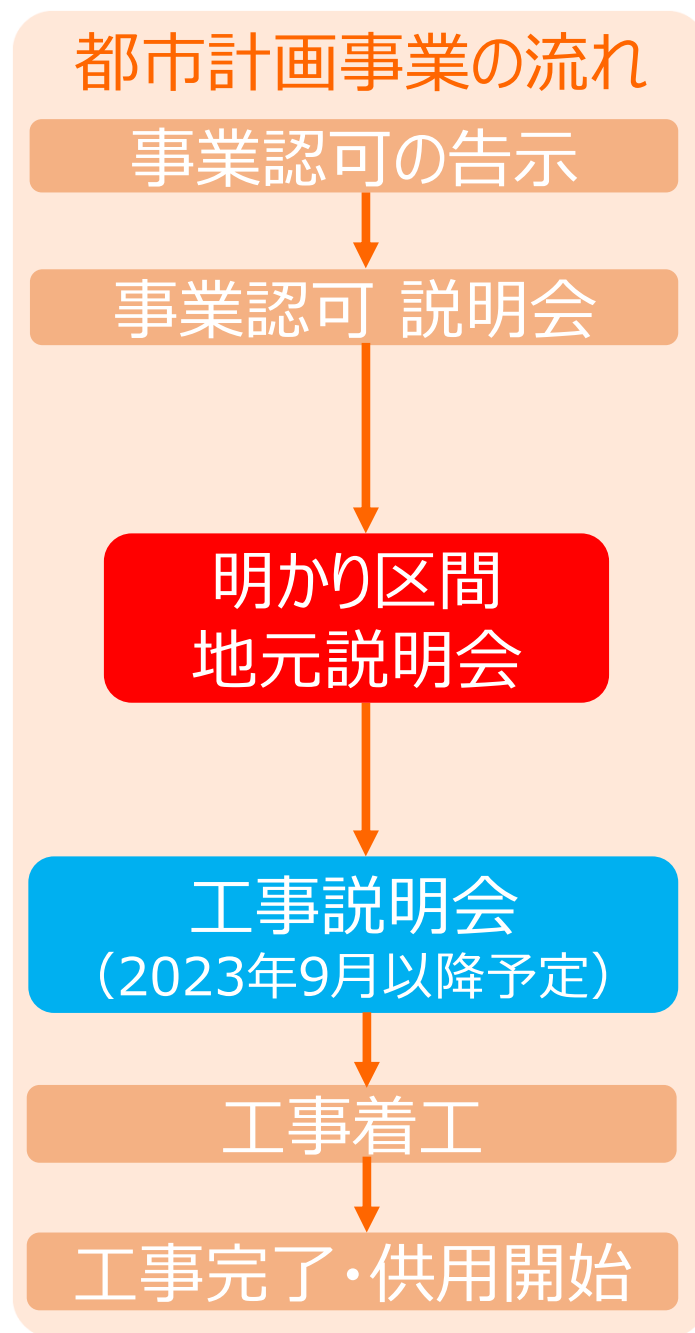 都市計画事業の流れ
事業認可の告示
事業認可 説明会
明かり区間
地元説明会
工事説明会
（2023年9月以降予定）
工事着工
工事完了・供用開始